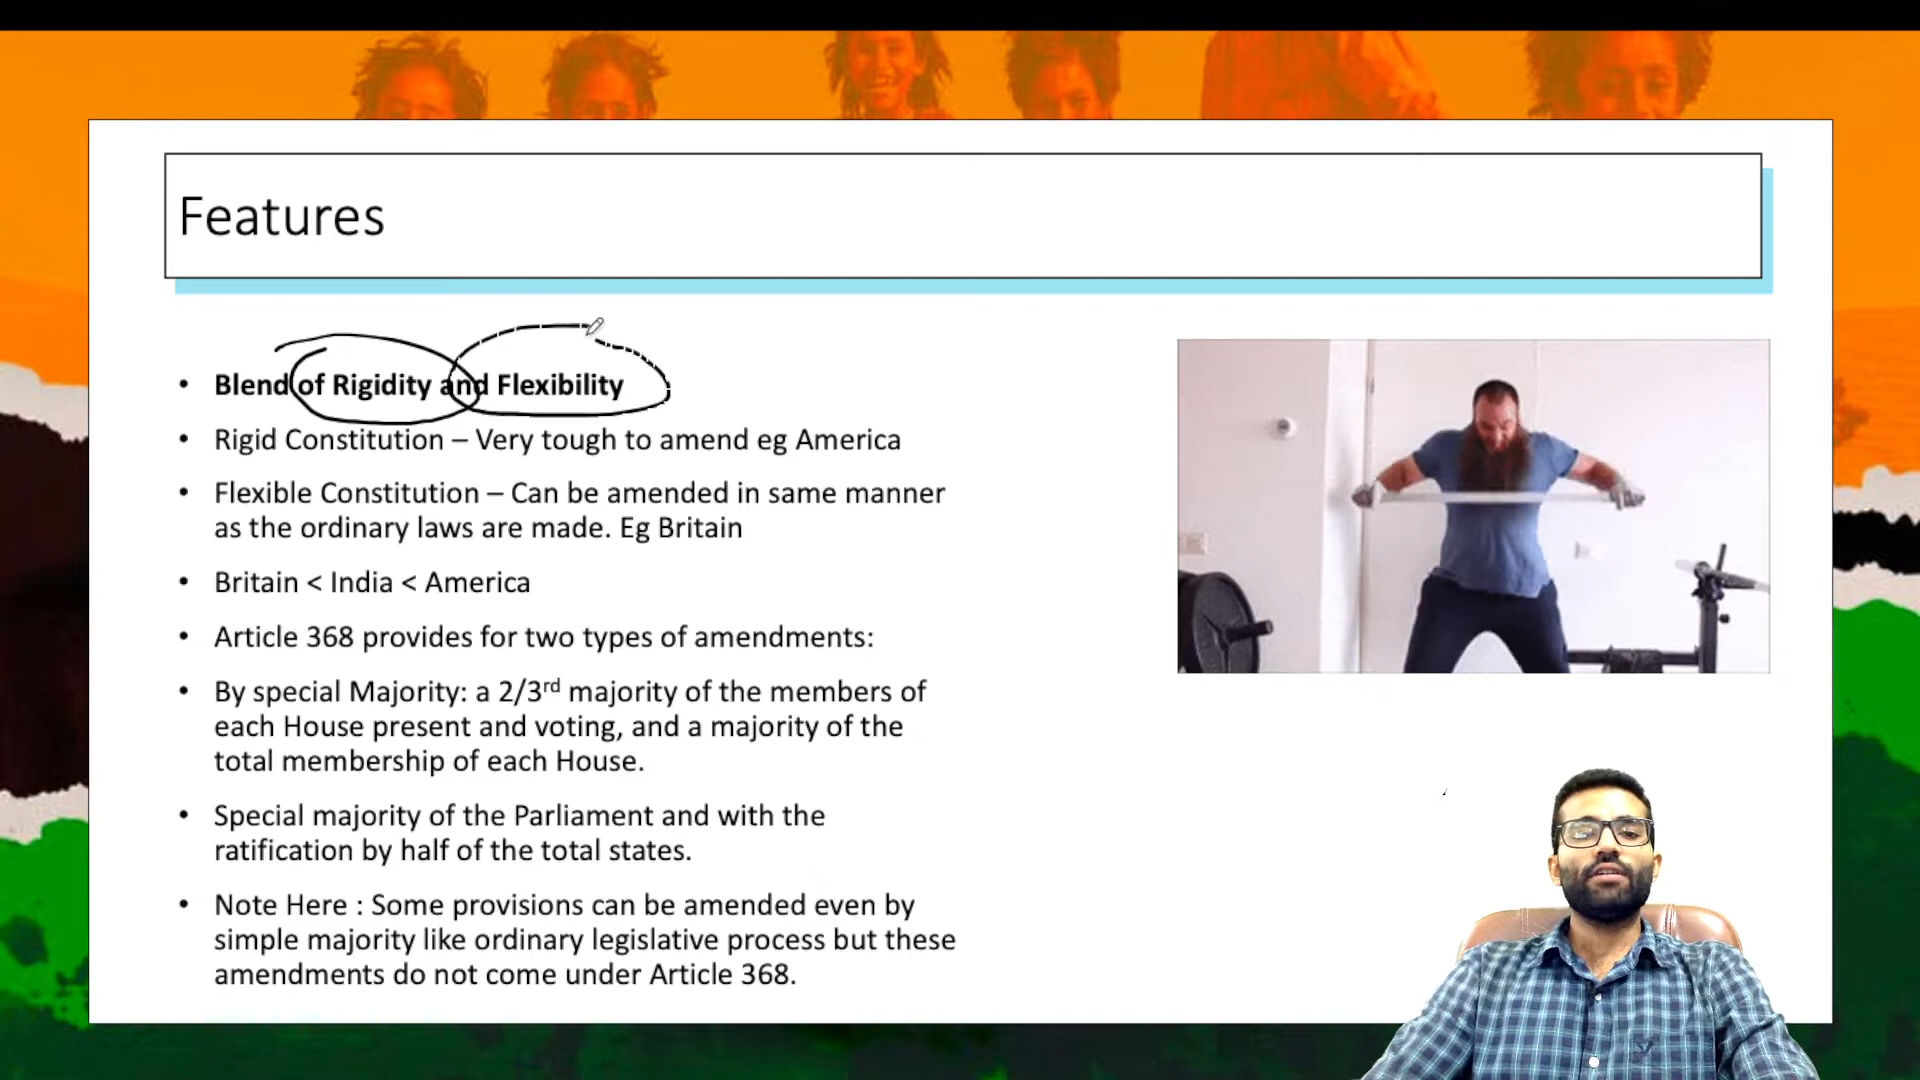 Features
• Blend of Rigidity and Flexibility
• Rigid Constitution – Very tough to amend eg America
• Flexible Constitution – Can be amended in same manner
as the ordinary laws are made. Eg Britain
• Britain < India < America
• Article 368 provides for two types of amendments:
• By special Majority: a 2/3rd majority of the members of
each House present and voting, and a majority of the
total membership of each House.
• Special majority of the Parliament and with the
ratification by half of the total states.
• Note Here : Some provisions can be amended even by
simple majority like ordinary legislative process but these
amendments do not come under Article 368.